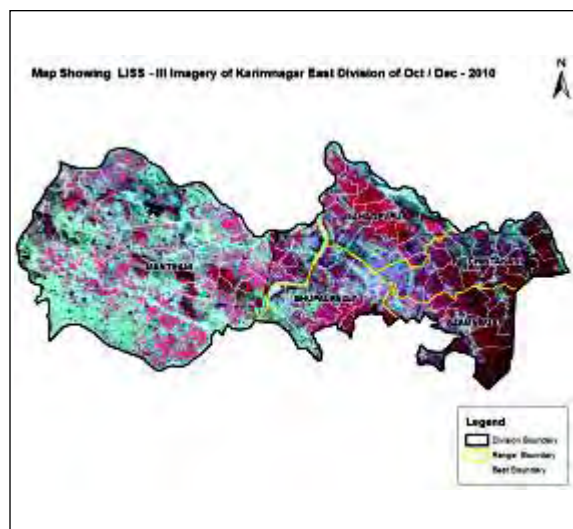 Map Showing LISS - III Imagery of Karimnagar East Division of Oct / Dec - 2010
N
MANTHANI
Legend
Division Boundary
Range Boundary
Beat Boundary